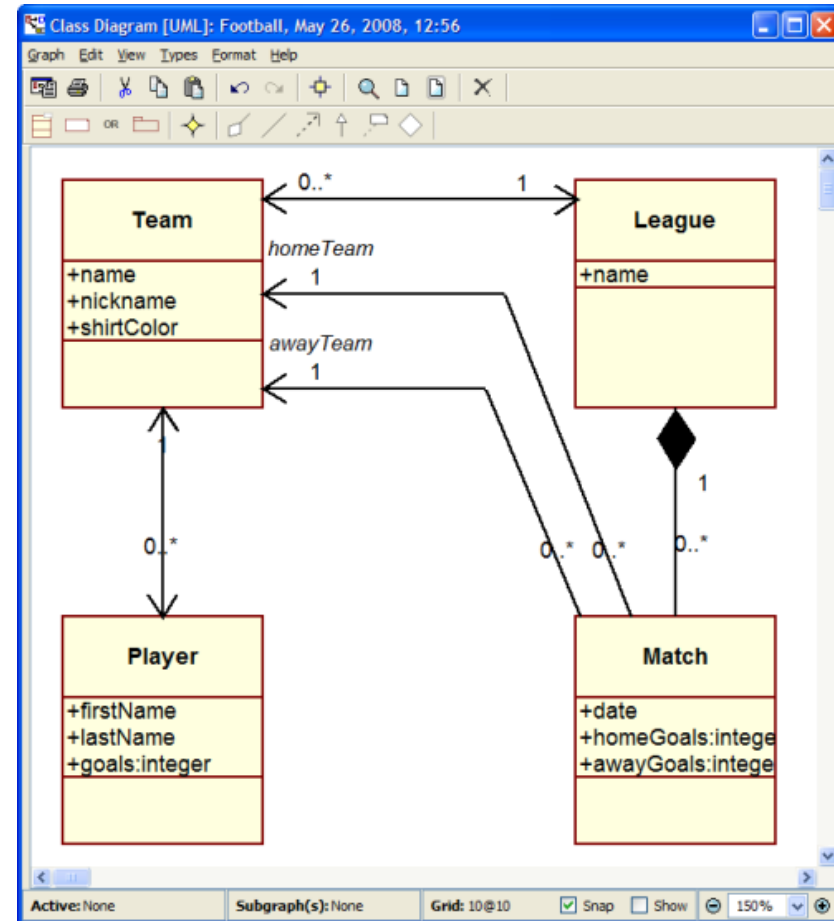 Class Diagram [UML]: Football, May 26, 2008, 12:56
Graph Edit View Types Format Help
OR
0..* 1
Team
League
homeTeam
+name
+name
1
+nickname
+shirtColor
awayTeam
1
1
1
0..*
0..* 0..* 0..*
Player
Match
+firstName
+date
+lastName
+homeGoals:intege
+goals:integer
+awayGoals:intege
Active: None Subgraph(s): None Grid: 10@10 Snap Show 150%